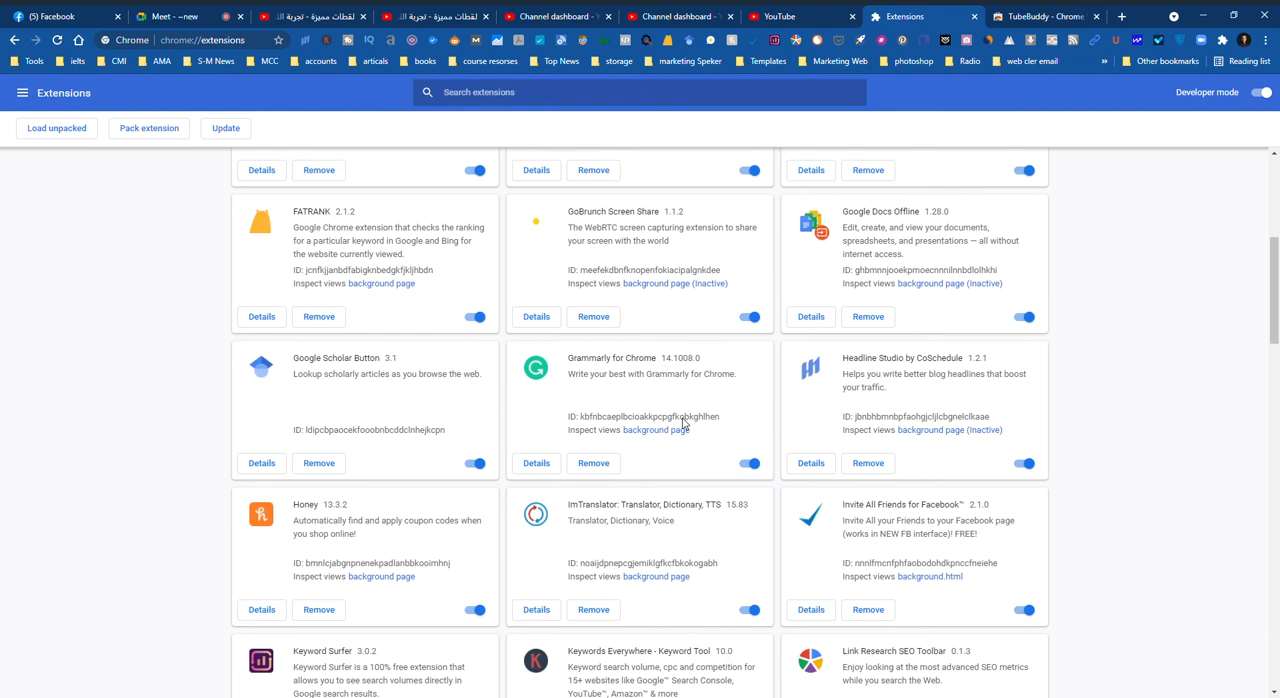 (5) Facebook
Meet - ~new
لقطات مميزة - تجربة الـ
لقطات مميزة - تجربة الـ
Channel dashboard - Y
Channel dashboard - Y
YouTube
Extensions
TubeBuddy - Chrome
Chrome | chrome://extensions
Tools
ielts
CMI
AMA
S-M News
MCC
accounts
articals
books
course resorses
Top News
storage
marketing Speker
Templates
Marketing Web
photoshop
Radio
web cler email
»
Other bookmarks
Reading list
Extensions
Search extensions
Developer mode
Load unpacked
Pack extension
Update
Details
Remove
Details
Remove
Details
Remove
FATRANK 2.1.2
Google Chrome extension that checks the ranking
for a particular keyword in Google and Bing for
the website currently viewed.
ID: jcnfkjjanbdfabigknbedgkfjkljhbdn
Inspect views background page
Details
Remove
GoBrunch Screen Share 1.1.2
The WebRTC screen capturing extension to share
your screen with the world
ID: meefekdbnfknopenfokiacipalgnkdee
Inspect views background page (Inactive)
Details
Remove
Google Docs Offline 1.28.0
Edit, create, and view your documents,
spreadsheets, and presentations — all without
internet access.
ID: ghbmnnjooekpmoecnnnilnnbdlolhkhi
Inspect views background page (Inactive)
Details
Remove
Google Scholar Button 3.1
Lookup scholarly articles as you browse the web.
ID: ldipcbpaocekfooobnbcddclnhejkcpn
Details
Remove
Grammarly for Chrome 14.1008.0
Write your best with Grammarly for Chrome.
ID: kbfnbcaeplbcioakkpcpgfkobkghlhen
Inspect views background page
Details
Remove
Headline Studio by CoSchedule 1.2.1
Helps you write better blog headlines that boost
your traffic.
ID: jbnbhbmnbpfaohgjcljlcbgnelclkaae
Inspect views background page (Inactive)
Details
Remove
Honey 13.3.2
Automatically find and apply coupon codes when
you shop online!
ID: bmnlcjabgnpnenekpadlanbbkooimhnj
Inspect views background page
Details
Remove
ImTranslator: Translator, Dictionary, TTS 15.83
Translator, Dictionary, Voice
ID: noaijdpnepcgjemiklgfkcfbkokogabh
Inspect views background page
Details
Remove
Invite All Friends for Facebook™ 2.1.0
Invite All your Friends to your Facebook page
(works in NEW FB interface)! FREE!
ID: nnnlfmcnfphfaobodohdkpnccfneiehe
Inspect views background.html
Details
Remove
Keyword Surfer 3.0.2
Keyword Surfer is a 100% free extension that
allows you to see search volumes directly in
Google search results.
Keywords Everywhere - Keyword Tool 10.0
Keyword search volume, cpc and competition for
15+ websites like Google™ Search Console,
YouTube™, Amazon™ & more
Link Research SEO Toolbar 0.1.3
Enjoy looking at the most advanced SEO metrics
while you search the Web.